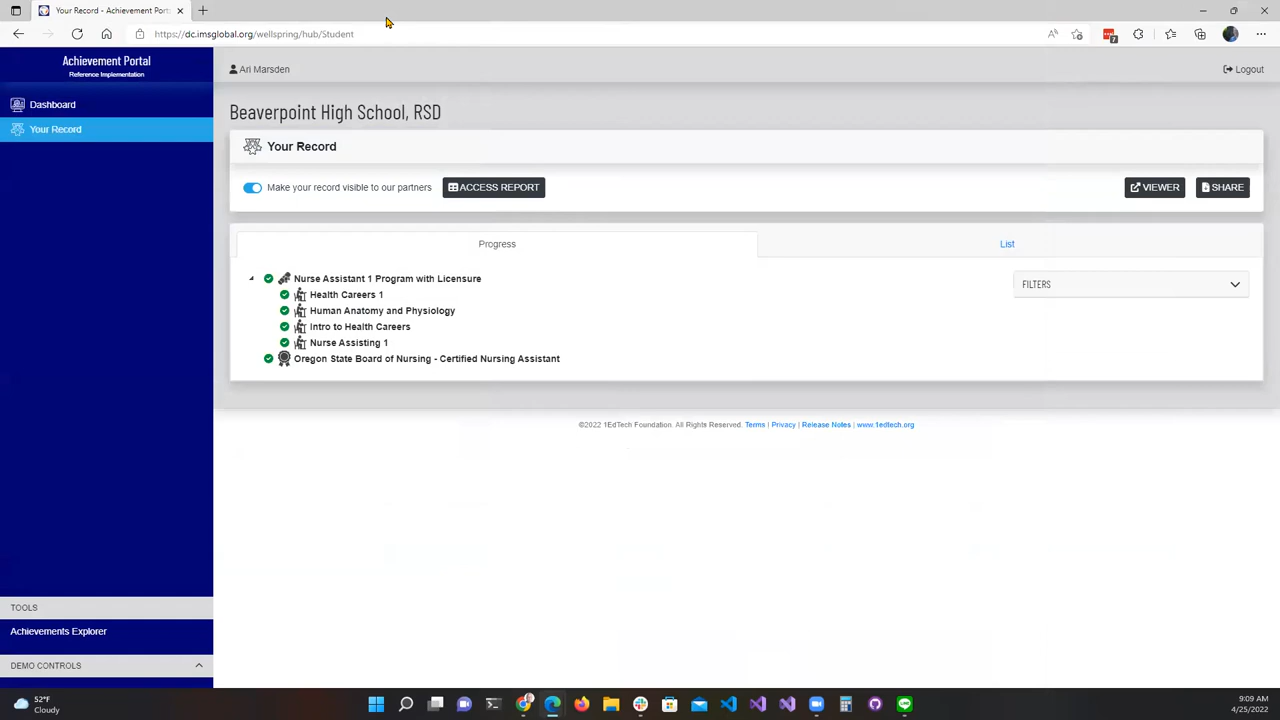 Your Record - Achievement Port
https://dc.imsglobal.org/wellspring/hub/Student
7
Achievement Portal
Reference Implementation
Dashboard
Your Record
TOOLS
Achievements Explorer
DEMO CONTROLS
Ari Marsden
Logout
Beaverpoint High School, RSD
Your Record
Make your record visible to our partners
ACCESS REPORT
VIEWER
SHARE
Progress
List
Nurse Assistant 1 Program with Licensure
Health Careers 1
Human Anatomy and Physiology
Intro to Health Careers
Nurse Assisting 1
Oregon State Board of Nursing - Certified Nursing Assistant
FILTERS
©2022 1EdTech Foundation. All Rights Reserved. Terms | Privacy | Release Notes | www.1edtech.org
52°F
Cloudy
9:09 AM
4/25/2022